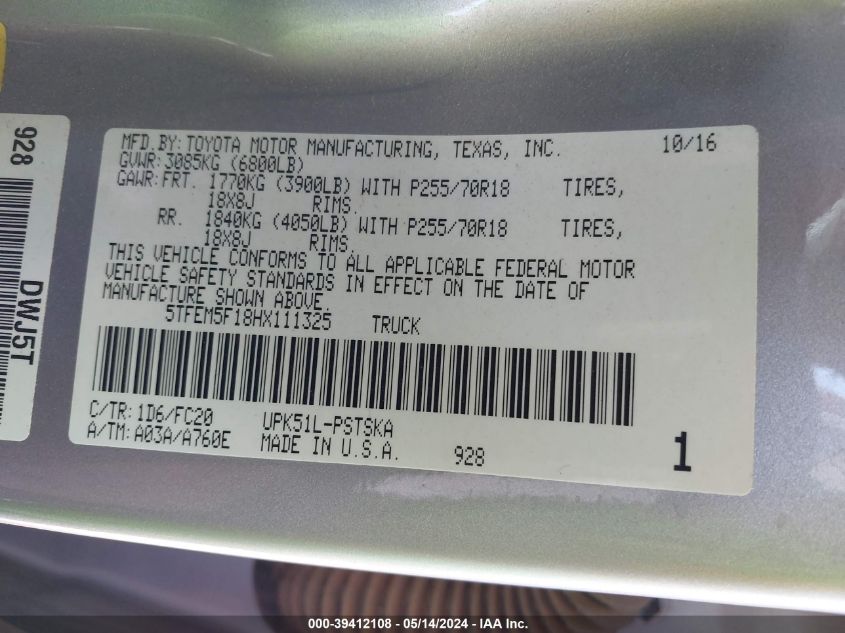 928
DWJ5T
MFD.BY:TOYOTA MOTOR MANUFACTURING, TEXAS, INC. 10/16
GVWR:3085KG (6800LB)
GAWR:FRT. 1770KG (3900LB) WITH P255/70R18 TIRES,
18X8J RIMS.
RR. 1840KG (4050LB) WITH P255/70R18 TIRES,
18X8J RIMS.
THIS VEHICLE CONFORMS TO ALL APPLICABLE FEDERAL MOTOR
VEHICLE SAFETY STANDARDS IN EFFECT ON THE DATE OF
MANUFACTURE SHOWN ABOVE.
5TFEM5F18HX111325 TRUCK
C/TR:1D6/FC20 UPK51L-PSTSKA
A/TM:A03A/A760E MADE IN U.S.A. 928 1
000-39412108 - 05/14/2024 - IAA Inc.